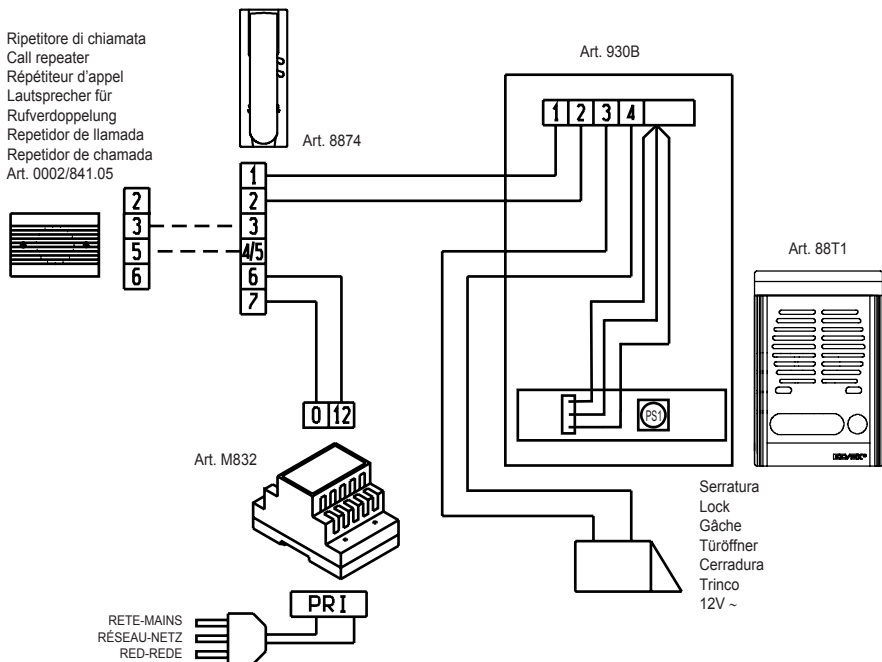 Ripetitore di chiamata
Call repeater
Répétiteur d'appel
Lautsprecher für
Rufverdoppelung
Repetidor de llamada
Repetidor de chamada
Art. 0002/841.05
2
3
5
6
Art. 8874
1
2
3
4/5
6
7
Art. 930B
1 2 3 4
PS1
Art. 88T1
0 12
Art. M832
PRI
RETE-MAINS
RÉSEAU-NETZ
RED-REDE
Serratura
Lock
Gâche
Türöffner
Cerradura
Trinco
12V ~